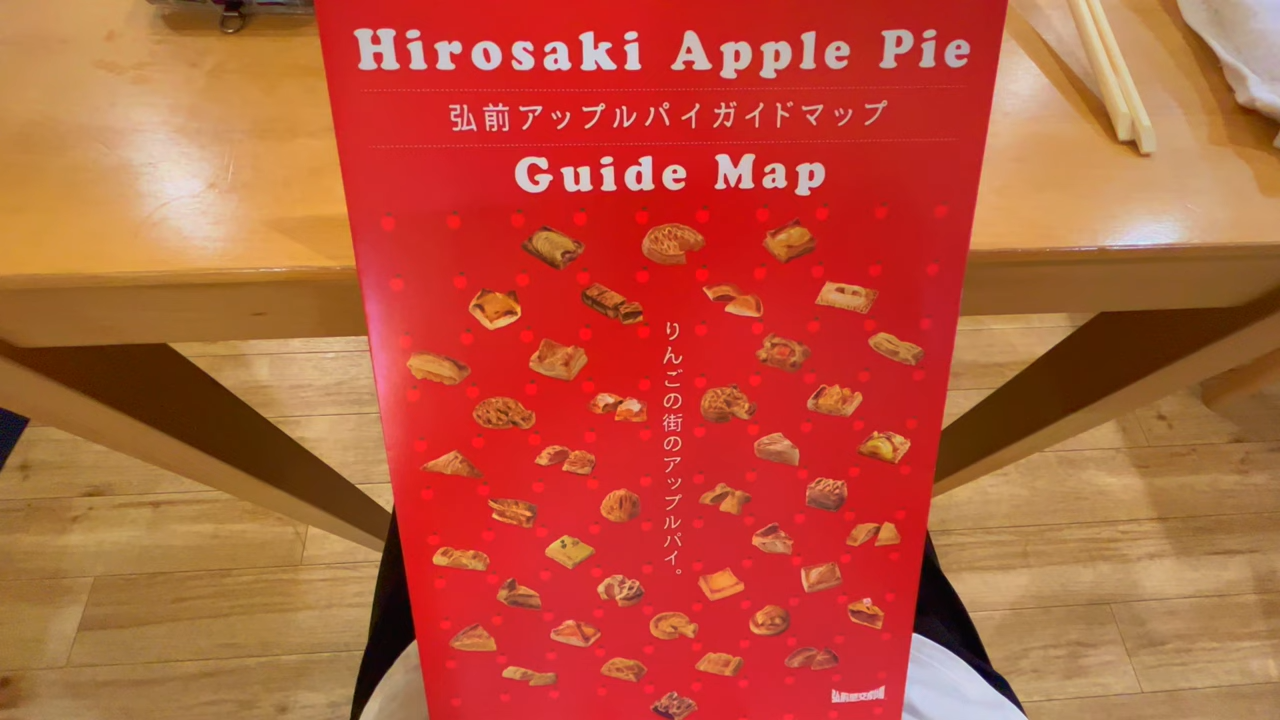 Hirosaki Apple Pie
弘前アップルパイガイドマップ
Guide Map
りんごの街のアップルパイ。